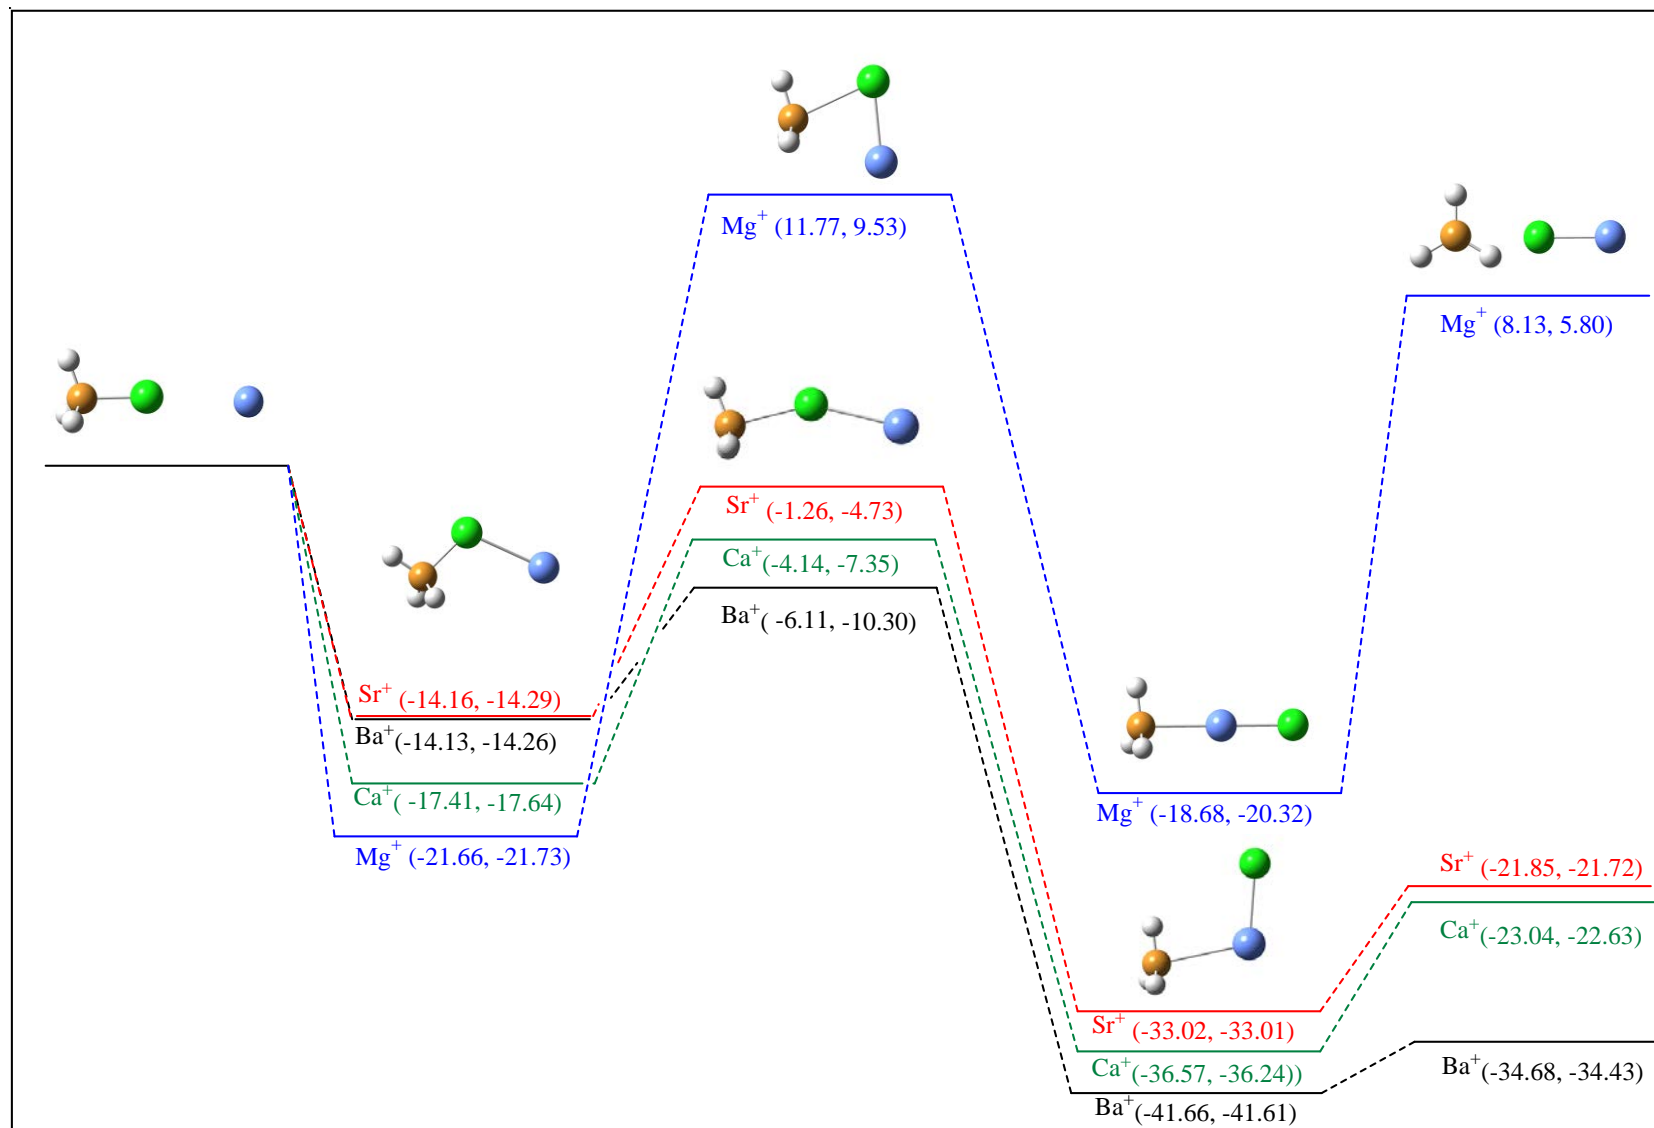 Mg+ (11.77, 9.53)
Mg+ (8.13, 5.80)
Sr+ (-1.26, -4.73)
Ca+(-4.14, -7.35)
Ba+( -6.11, -10.30)
Sr+ (-14.16, -14.29)
Ba+(-14.13, -14.26)
Ca+( -17.41, -17.64)
Mg+ (-21.66, -21.73)
Mg+ (-18.68, -20.32)
Sr+ (-21.85, -21.72)
Ca+(-23.04, -22.63)
Sr+ (-33.02, -33.01)
Ca+(-36.57, -36.24))
Ba+(-34.68, -34.43)
Ba+(-41.66, -41.61)